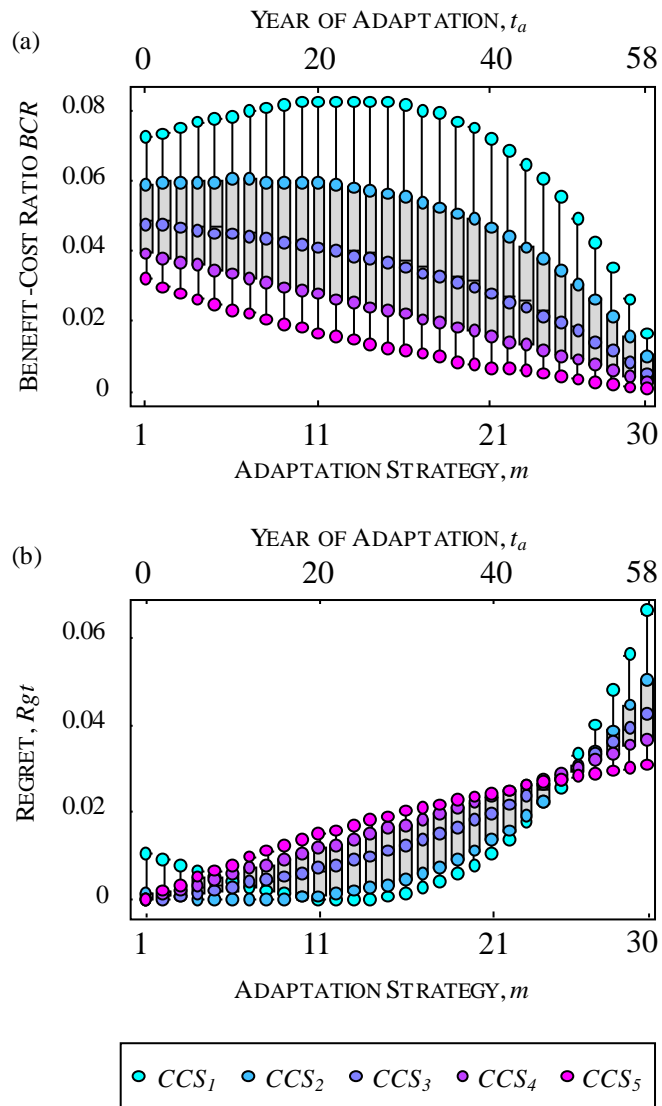 YEAR OF ADAPTATION, ta
(a)
0 20 40 58
BENEFIT-COST RATIO BCR
0.08
0.06
0.04
0.02
0
1 11 21 30
ADAPTATION STRATEGY, m
YEAR OF ADAPTATION, ta
(b)
0 20 40 58
REGRET, Rgt
0.06
0.04
0.02
0
1 11 21 30
ADAPTATION STRATEGY, m
CCS1 CCS2 CCS3 CCS4 CCS5